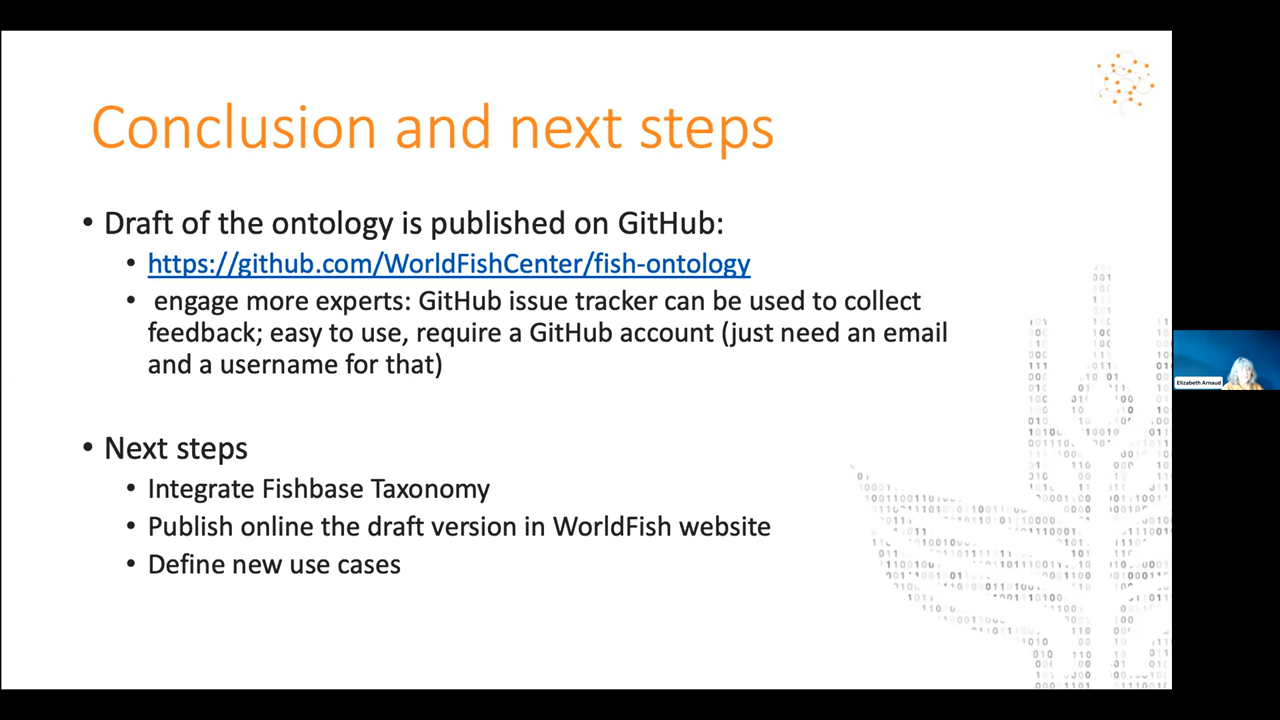 Conclusion and next steps
• Draft of the ontology is published on GitHub:
• https://github.com/WorldFishCenter/fish-ontology
• engage more experts: GitHub issue tracker can be used to collect
feedback; easy to use, require a GitHub account (just need an email
and a username for that)
• Next steps
• Integrate Fishbase Taxonomy
• Publish online the draft version in WorldFish website
• Define new use cases
Elizabeth Arnaud